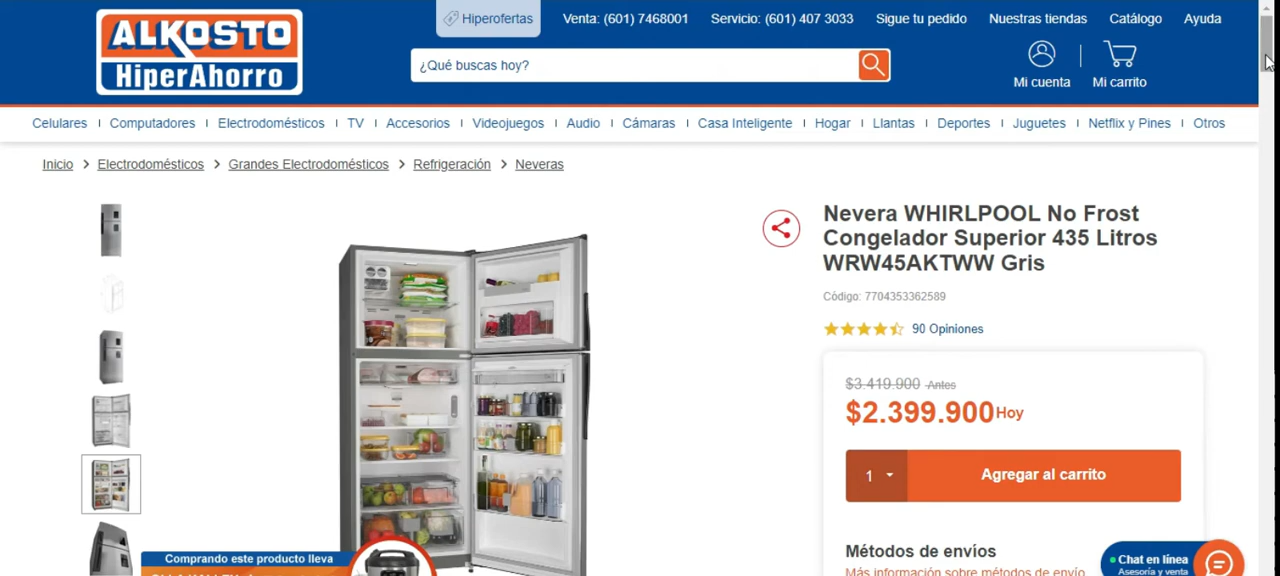 ALKOSTO
HiperAhorro
Hiperofertas
Venta: (601) 7468001
Servicio: (601) 407 3033
Sigue tu pedido
Nuestras tiendas
Catálogo
Ayuda
¿Qué buscas hoy?
Mi cuenta
Mi carrito
Celulares
Computadores
Electrodomésticos
TV
Accesorios
Videojuegos
Audio
Cámaras
Casa Inteligente
Hogar
Llantas
Deportes
Juguetes
Netflix y Pines
Otros
Inicio > Electrodomésticos > Grandes Electrodomésticos > Refrigeración > Neveras
Nevera WHIRLPOOL No Frost
Congelador Superior 435 Litros
WRW45AKTWW Gris
Código: 7704353362589
90 Opiniones
$3.419.900 Antes
$2.399.900 Hoy
1
Agregar al carrito
Métodos de envíos
Más información sobre métodos de envío
Comprando este producto lleva
Chat en línea
Asesoría y venta